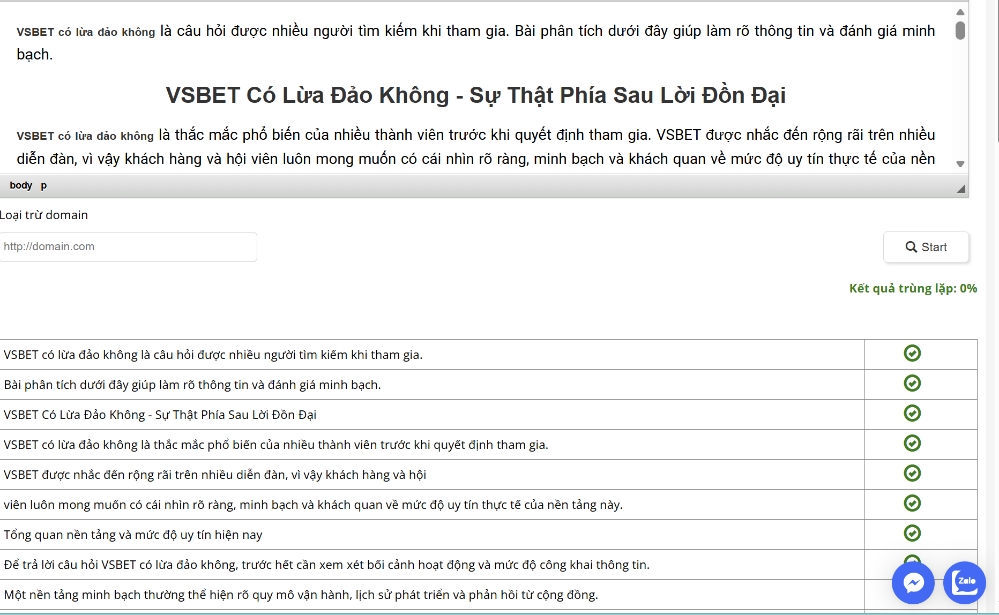 VSBET có lừa đảo không là câu hỏi được nhiều người tìm kiếm khi tham gia. Bài phân tích dưới đây giúp làm rõ thông tin và đánh giá minh
bạch.
VSBET Có Lừa Đảo Không - Sự Thật Phía Sau Lời Đồn Đại
VSBET có lừa đảo không là thắc mắc phổ biến của nhiều thành viên trước khi quyết định tham gia. VSBET được nhắc đến rộng rãi trên nhiều
diễn đàn, vì vậy khách hàng và hội viên luôn mong muốn có cái nhìn rõ ràng, minh bạch và khách quan về mức độ uy tín thực tế của nền
body p
Loại trừ domain
http://domain.com
Start
Kết quả trùng lặp: 0%
VSBET có lừa đảo không là câu hỏi được nhiều người tìm kiếm khi tham gia.
Bài phân tích dưới đây giúp làm rõ thông tin và đánh giá minh bạch.
VSBET Có Lừa Đảo Không - Sự Thật Phía Sau Lời Đồn Đại
VSBET có lừa đảo không là thắc mắc phổ biến của nhiều thành viên trước khi quyết định tham gia.
VSBET được nhắc đến rộng rãi trên nhiều diễn đàn, vì vậy khách hàng và hội
viên luôn mong muốn có cái nhìn rõ ràng, minh bạch và khách quan về mức độ uy tín thực tế của nền tảng này.
Tổng quan nền tảng và mức độ uy tín hiện nay
Để trả lời câu hỏi VSBET có lừa đảo không, trước hết cần xem xét bối cảnh hoạt động và mức độ công khai thông tin.
Một nền tảng minh bạch thường thể hiện rõ quy mô vận hành, lịch sử phát triển và phản hồi từ cộng đồng.
Zalo